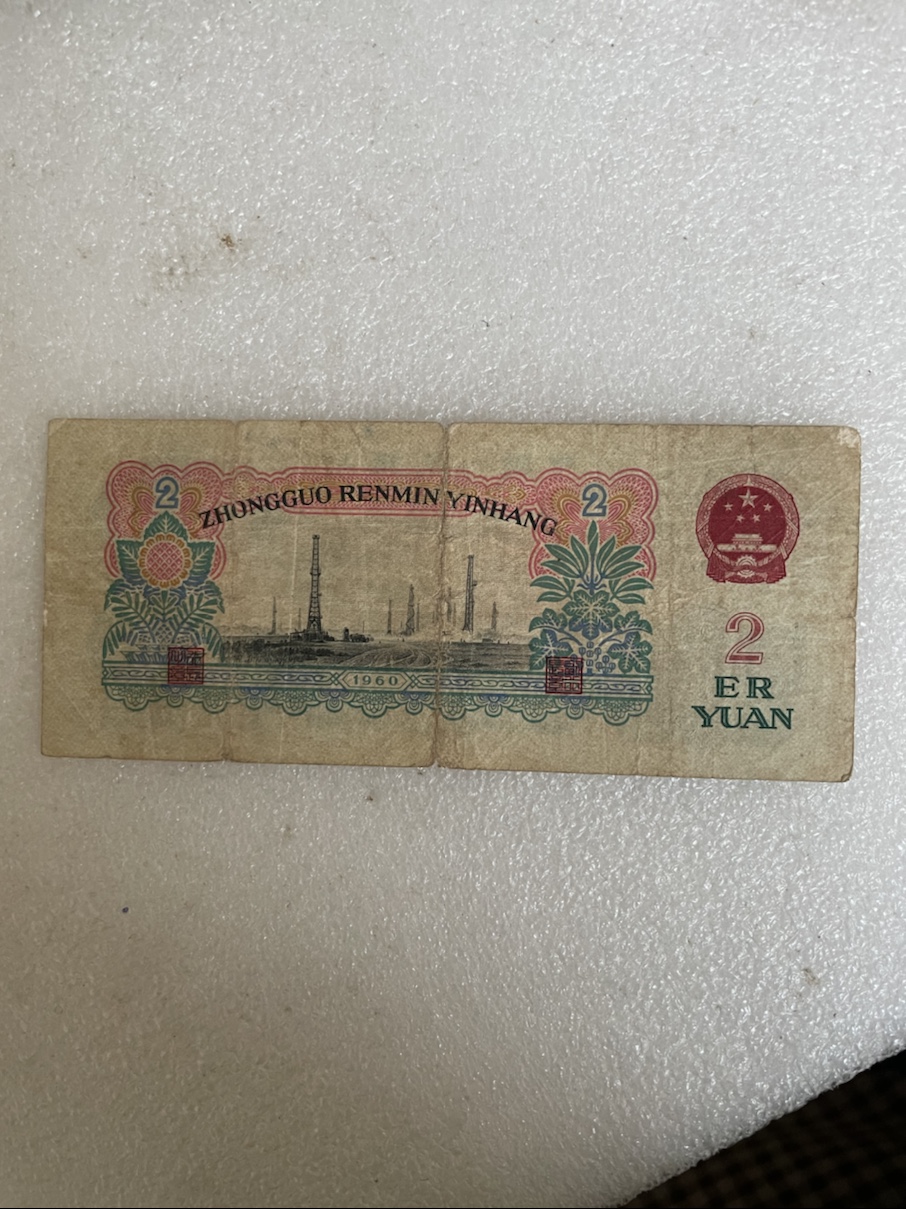 2
2
ZHONGGUO RENMIN YINHANG
1960
2
ER
YUAN